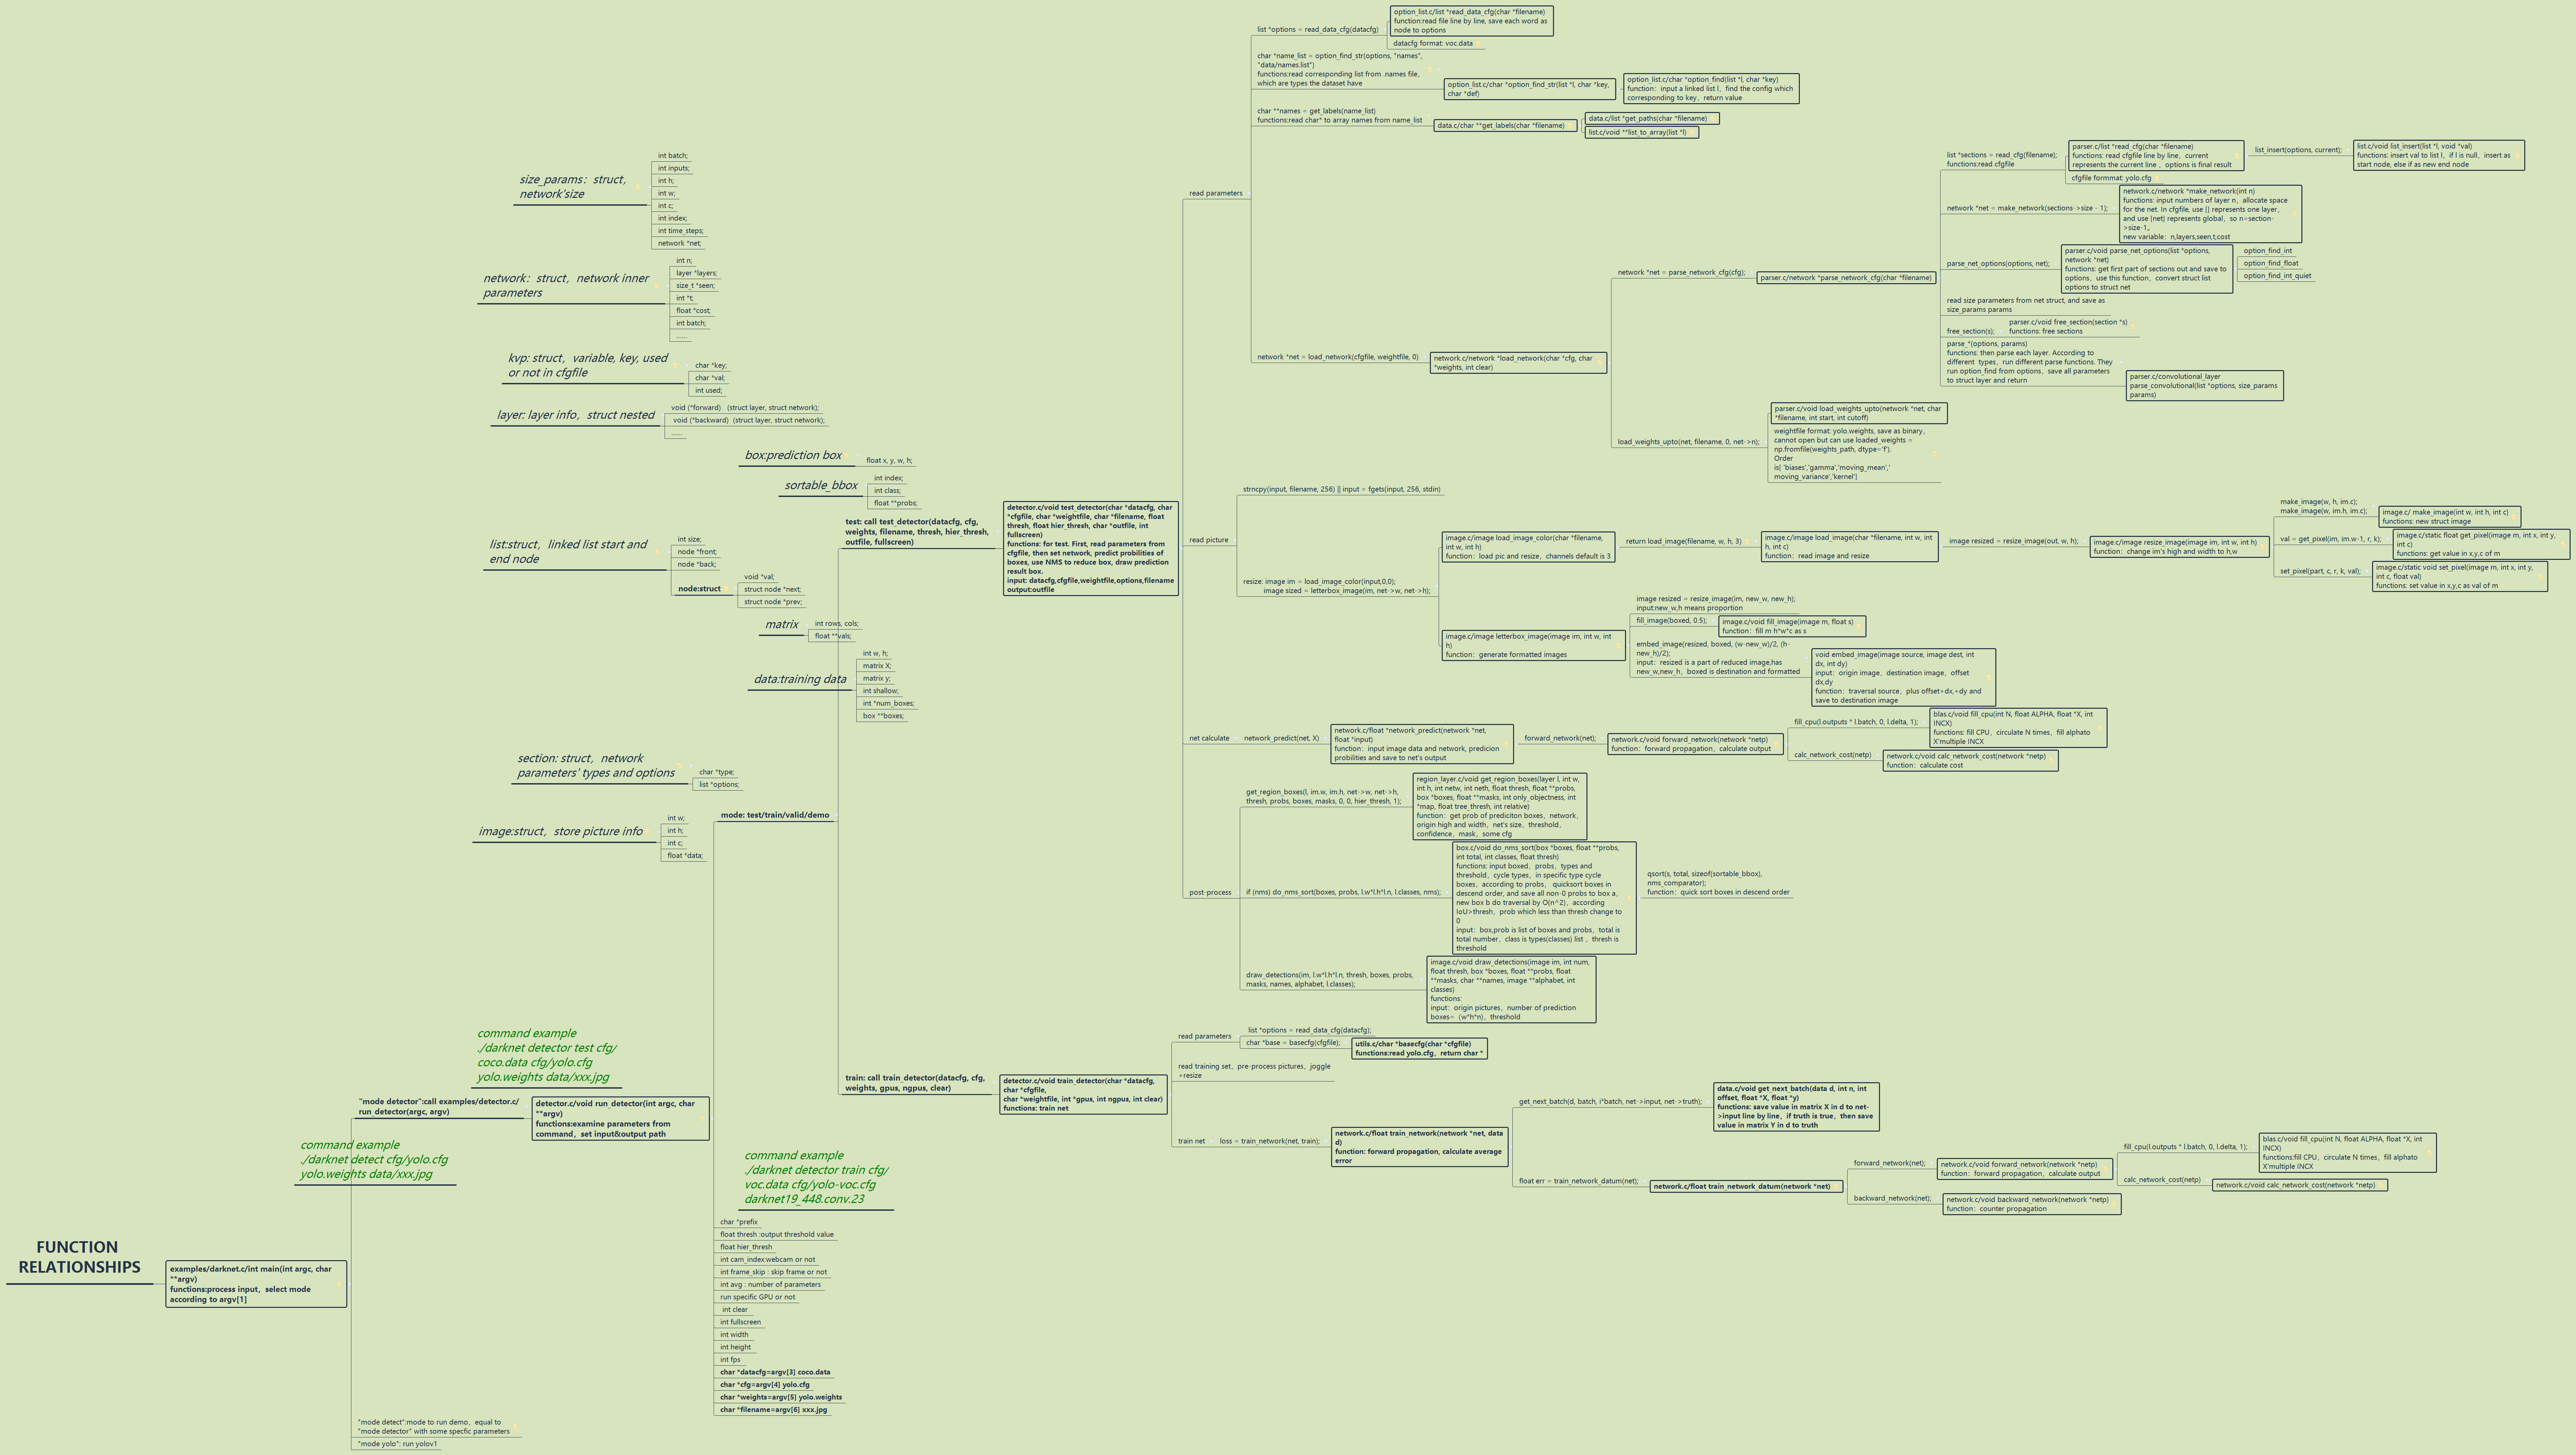 FUNCTION
RELATIONSHIPS
examples/darknet.c/int main(int argc, char
**argv)
functions:process input，select mode
according to argv[1]
command example
./darknet detect cfg/yolo.cfg
yolo.weights data/xxx.jpg
"mode detector":call examples/detector.c/
run_detector(argc, argv)
"mode detect":mode to run demo，equal to
"mode detector" with some specfic parameters
"mode yolo": run yolov1
command example
./darknet detector test cfg/
coco.data cfg/yolo.cfg
yolo.weights data/xxx.jpg
detector.c/void run_detector(int argc, char
**argv)
functions:examine parameters from
command，set input&output path
size_params：struct，
network'size
int batch;
int inputs;
int h;
int w;
int c;
int index;
int time_steps;
network *net;
network：struct，network inner
parameters
int n;
layer *layers;
size_t *seen;
int *t;
float *cost;
int batch;
......
kvp: struct，variable, key, used
or not in cfgfile
char *key;
char *val;
int used;
layer: layer info，struct nested
void (*forward)   (struct layer, struct network);
void (*backward)  (struct layer, struct network);
......
box:prediction box
float x, y, w, h;
sortable_bbox
int index;
int class;
float **probs;
list:struct，linked list start and
end node
int size;
node *front;
node *back;
node:struct
void *val;
struct node *next;
struct node *prev;
matrix
int rows, cols;
float **vals;
data:training data
int w, h;
matrix X;
matrix y;
int shallow;
int *num_boxes;
box **boxes;
section: struct，network
parameters' types and options
char *type;
list *options;
image:struct，store picture info
int w;
int h;
int c;
float *data;
mode: test/train/valid/demo
command example
./darknet detector train cfg/
voc.data cfg/yolo-voc.cfg
darknet19_448.conv.23
char *prefix
float thresh :output threshold value
float hier_thresh
int cam_index:webcam or not
int frame_skip : skip frame or not
int avg : number of parameters
run specific GPU or not
int clear
int fullscreen
int width
int height
int fps
char *datacfg=argv[3] coco.data
char *cfg=argv[4] yolo.cfg
char *weights=argv[5] yolo.weights
char *filename=argv[6] xxx.jpg
test: call test_detector(datacfg, cfg,
weights, filename, thresh, hier_thresh,
outfile, fullscreen)
detector.c/void test_detector(char *datacfg, char
*cfgfile, char *weightfile, char *filename, float
thresh, float hier_thresh, char *outfile, int
fullscreen)
functions: for test. First, read parameters from
cfgfile, then set network, predict probilities of
boxes, use NMS to reduce box, draw prediction
result box.
input: datacfg,cfgfile,weightfile,options,filename
output:outfile
read parameters
list *options = read_data_cfg(datacfg)
option_list.c/list *read_data_cfg(char *filename)
function:read file line by line, save each word as
node to options
datacfg format: voc.data
char *name_list = option_find_str(options, "names",
"data/names.list")
functions:read corresponding list from .names file,
which are types the dataset have
option_list.c/char *option_find_str(list *l, char *key,
char *def)
option_list.c/char *option_find(list *l, char *key)
function：input a linked list l，find the config which
corresponding to key，return value
char **names = get_labels(name_list)
functions:read char* to array names from name_list
data.c/char **get_labels(char *filename)
data.c/list *get_paths(char *filename)
list.c/void **list_to_array(list *l)
network *net = load_network(cfgfile, weightfile, 0)
network.c/network *load_network(char *cfg, char
*weights, int clear)
network *net = parse_network_cfg(cfg);
parser.c/network *parse_network_cfg(char *filename)
list *sections = read_cfg(filename);
functions:read cfgfile
parser.c/list *read_cfg(char *filename)
functions: read cfgfile line by line，current
represents the current line ，options is final result
list_insert(options, current);
list.c/void list_insert(list *l, void *val)
functions: insert val to list l，if l is null，insert as
start node, else if as new end node
cfgfile formmat: yolo.cfg
network *net = make_network(sections->size - 1);
network.c/network *make_network(int n)
functions: input numbers of layer n，allocate space
for the net. In cfgfile, use [] represents one layer，
and use [net] represents global，so n=section-
>size-1。
new variable：n,layers,seen,t,cost
parse_net_options(options, net);
parser.c/void parse_net_options(list *options,
network *net)
functions: get first part of sections out and save to
options，use this function，convert struct list
options to struct net
option_find_int
option_find_float
option_find_int_quiet
read size parameters from net struct, and save as
size_params params
free_section(s);
parser.c/void free_section(section *s)
functions: free sections
parse_*(options, params)
functions: then parse each layer. According to
different  types，run different parse functions. They
run option_find from options，save all parameters
to struct layer and return
parser.c/convolutional_layer
parse_convolutional(list *options, size_params
params)
load_weights_upto(net, filename, 0, net->n);
parser.c/void load_weights_upto(network *net, char
*filename, int start, int cutoff)
weightfile format: yolo.weights, save as binary，
cannot open but can use loaded_weights =
np.fromfile(weights_path, dtype='f').
Order
is[ 'biases','gamma','moving_mean','
moving_variance','kernel']
read picture
strncpy(input, filename, 256) || input = fgets(input, 256, stdin)
resize: image im = load_image_color(input,0,0);
image sized = letterbox_image(im, net->w, net->h);
image.c/image load_image_color(char *filename,
int w, int h)
function：load pic and resize，channels default is 3
return load_image(filename, w, h, 3)
image.c/image load_image(char *filename, int w, int
h, int c)
function：read image and resize
image resized = resize_image(out, w, h);
image.c/image resize_image(image im, int w, int h)
function：change im's high and width to h,w
make_image(w, h, im.c);
make_image(w, im.h, im.c);
image.c/ make_image(int w, int h, int c)
functions: new struct image
val = get_pixel(im, im.w-1, r, k);
image.c/static float get_pixel(image m, int x, int y,
int c)
functions: get value in x,y,c of m
set_pixel(part, c, r, k, val);
image.c/static void set_pixel(image m, int x, int y,
int c, float val)
functions: set value in x,y,c as val of m
image.c/image letterbox_image(image im, int w, int
h)
function：generate formatted images
image resized = resize_image(im, new_w, new_h);
input:new_w,h means proportion
fill_image(boxed, 0.5);
image.c/void fill_image(image m, float s)
function：fill m h*w*c as s
embed_image(resized, boxed, (w-new_w)/2, (h-
new_h)/2);
input：resized is a part of reduced image,has
new_w,new_h，boxed is destination and formatted
void embed_image(image source, image dest, int
dx, int dy)
input：origin image，destination image，offset
dx,dy
function：traversal source，plus offset+dx,+dy and
save to destination image
net calculate
network_predict(net, X)
network.c/float *network_predict(network *net,
float *input)
function：input image data and network, predicion
probilities and save to net's output
forward_network(net);
network.c/void forward_network(network *netp)
function：forward propagation，calculate output
fill_cpu(l.outputs * l.batch, 0, l.delta, 1);
blas.c/void fill_cpu(int N, float ALPHA, float *X, int
INCX)
functions: fill CPU，circulate N times，fill alphato
X'multiple INCX
calc_network_cost(netp)
network.c/void calc_network_cost(network *netp)
function：calculate cost
post-process
get_region_boxes(l, im.w, im.h, net->w, net->h,
thresh, probs, boxes, masks, 0, 0, hier_thresh, 1);
region_layer.c/void get_region_boxes(layer l, int w,
int h, int netw, int neth, float thresh, float **probs,
box *boxes, float **masks, int only_objectness, int
*map, float tree_thresh, int relative)
function：get prob of prediciton boxes，network，
origin high and width，net's size，threshold，
confidence，mask，some cfg
if (nms) do_nms_sort(boxes, probs, l.w*l.h*l.n, l.classes, nms);
box.c/void do_nms_sort(box *boxes, float **probs,
int total, int classes, float thresh)
functions: input boxed，probs，types and
threshold，cycle types，in specific type cycle
boxes，according to probs， quicksort boxes in
descend order, and save all non-0 probs to box a，
new box b do traversal by O(n^2)，according
IoU>thresh，prob which less than thresh change to
0
input：box,prob is list of boxes and probs，total is
total number，class is types(classes) list ，thresh is
threshold
qsort(s, total, sizeof(sortable_bbox),
nms_comparator);
function：quick sort boxes in descend order
draw_detections(im, l.w*l.h*l.n, thresh, boxes, probs,
masks, names, alphabet, l.classes);
image.c/void draw_detections(image im, int num,
float thresh, box *boxes, float **probs, float
**masks, char **names, image **alphabet, int
classes)
functions:
input：origin pictures，number of prediction
boxes=（w*h*n)，threshold
train: call train_detector(datacfg, cfg,
weights, gpus, ngpus, clear)
detector.c/void train_detector(char *datacfg,
char *cfgfile,
char *weightfile, int *gpus, int ngpus, int clear)
functions: train net
read parameters
list *options = read_data_cfg(datacfg);
char *base = basecfg(cfgfile);
utils.c/char *basecfg(char *cfgfile)
functions:read yolo.cfg，return char *
read training set，pre-process pictures，joggle
+resize
train net
loss = train_network(net, train);
network.c/float train_network(network *net, data
d)
function: forward propagation, calculate average
error
get_next_batch(d, batch, i*batch, net->input, net->truth);
data.c/void get_next_batch(data d, int n, int
offset, float *X, float *y)
functions: save value in matrix X in d to net-
>input line by line，if truth is true，then save
value in matrix Y in d to truth
float err = train_network_datum(net);
network.c/float train_network_datum(network *net)
forward_network(net);
network.c/void forward_network(network *netp)
function：forward propagation，calculate output
fill_cpu(l.outputs * l.batch, 0, l.delta, 1);
blas.c/void fill_cpu(int N, float ALPHA, float *X, int
INCX)
functions:fill CPU，circulate N times，fill alphato
X'multiple INCX
calc_network_cost(netp)
network.c/void calc_network_cost(network *netp)
backward_network(net);
network.c/void backward_network(network *netp)
function：counter propagation